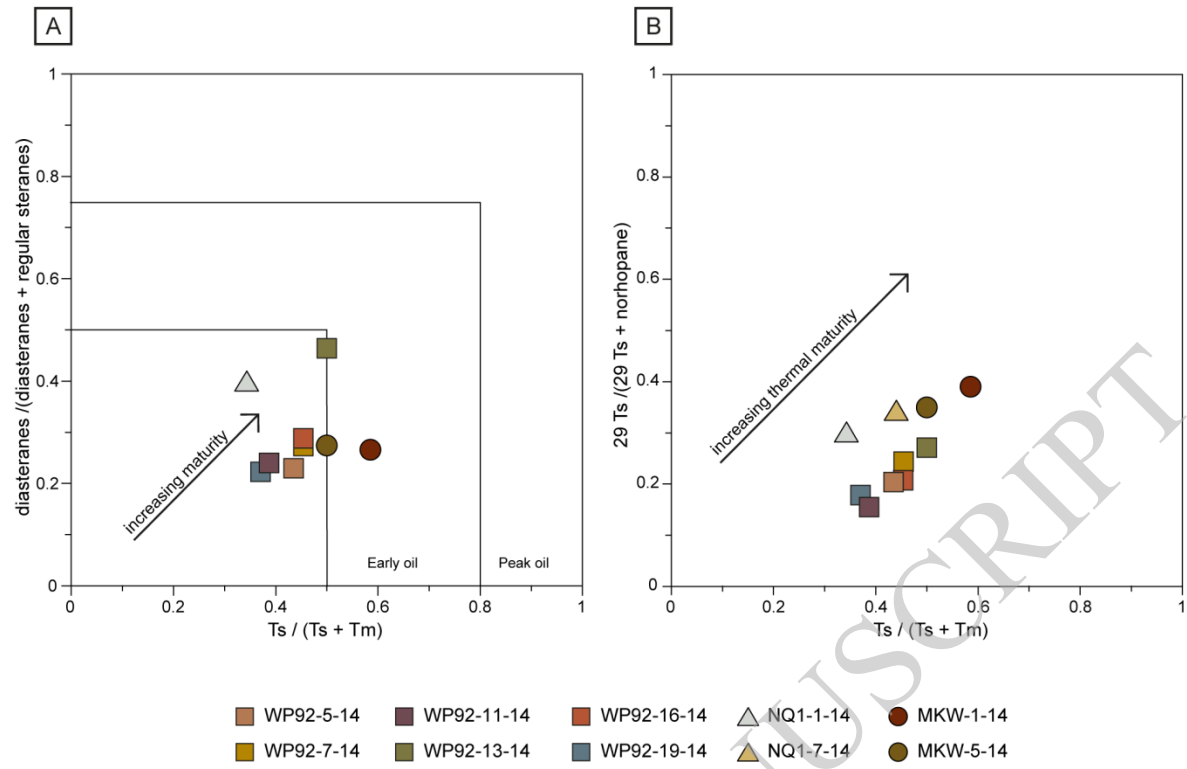 A
1
0.8
0.6
0.4
0.2
0
diasteranes /(diasteranes + regular steranes)
increasing maturity
Early oil
Peak oil
0
0.2
0.4
0.6
0.8
1
Ts / (Ts + Tm)
B
1
0.8
0.6
0.4
0.2
0
29 Ts /(29 Ts + norhopane)
increasing thermal maturity
0
0.2
0.4
0.6
0.8
1
Ts / (Ts + Tm)
WP92-5-14
WP92-11-14
WP92-16-14
NQ1-1-14
MKW-1-14
WP92-7-14
WP92-13-14
WP92-19-14
NQ1-7-14
MKW-5-14
NUSCRIPT